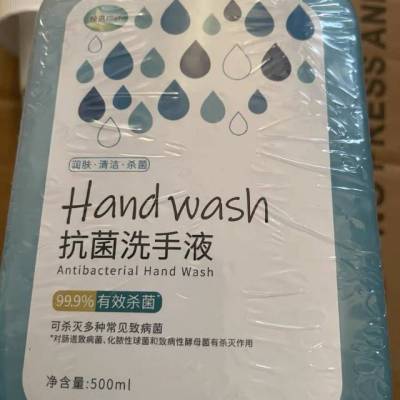 润肤·清洁·杀菌
Hand wash
抗菌洗手液
Antibacterial Hand Wash
99.9% 有效杀菌*
可杀灭多种常见致病菌
*对肠道致病菌、化脓性球菌和致病性酵母菌有杀灭作用
净含量:500ml